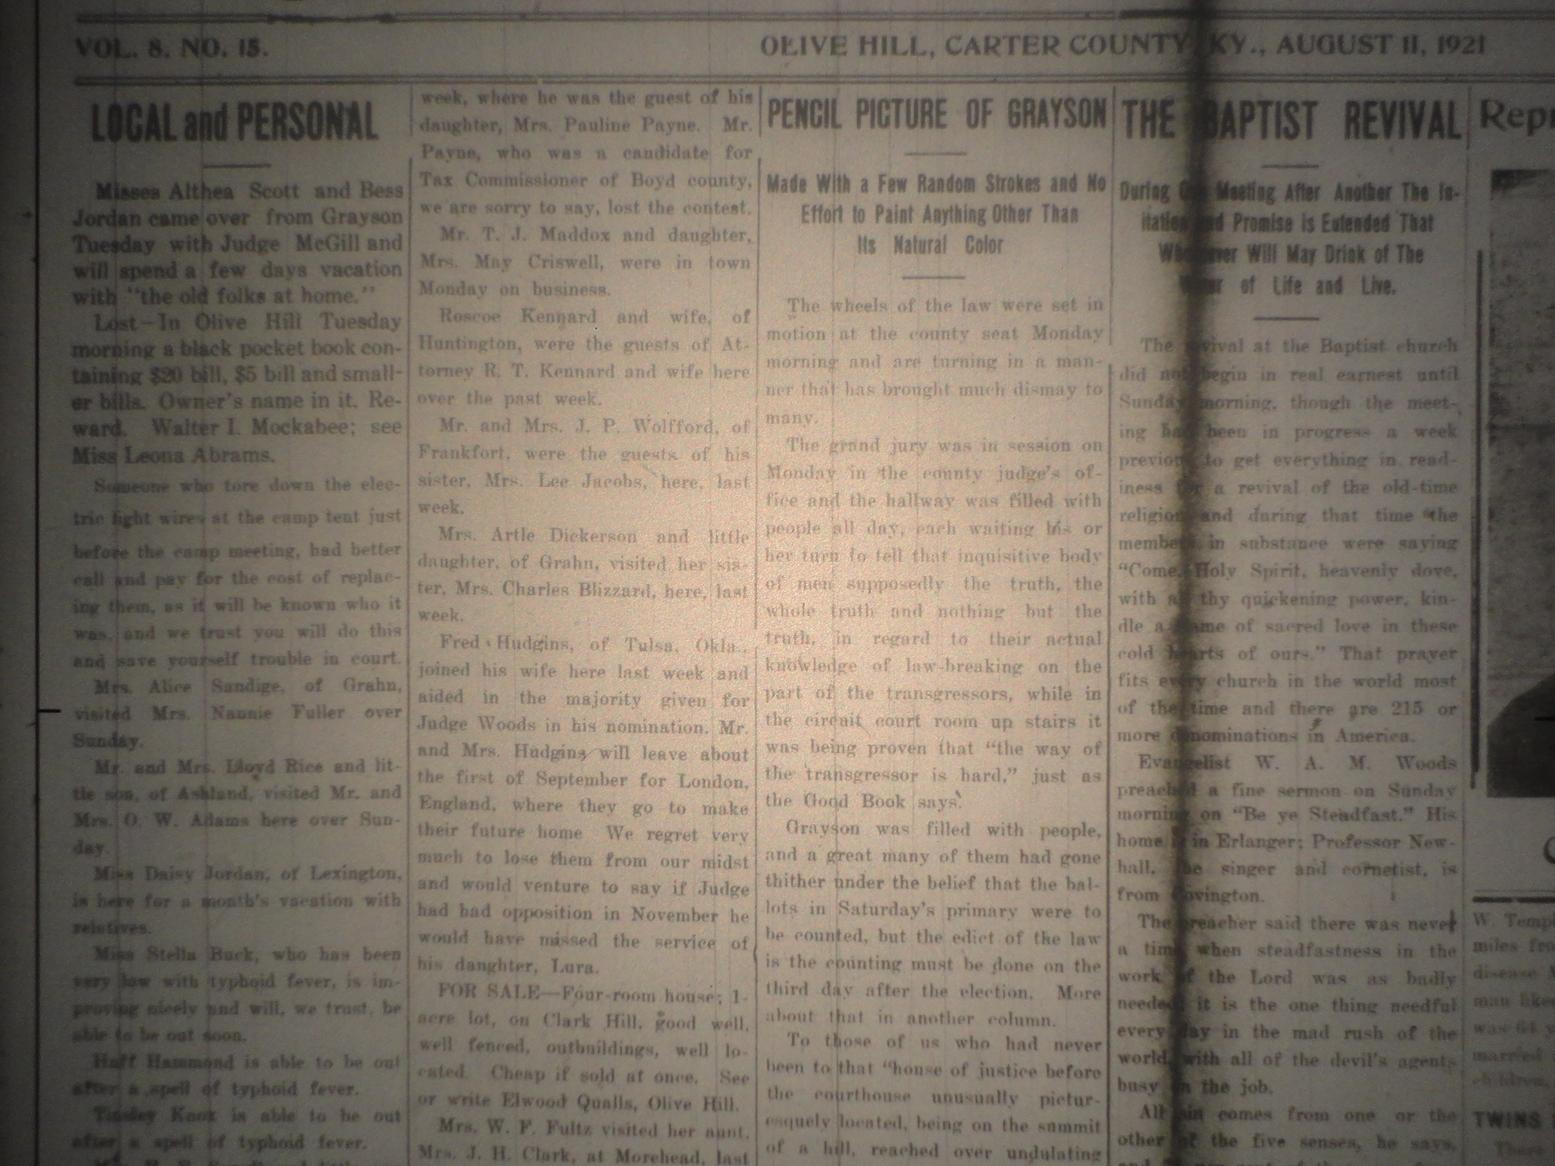 VOL. 8. NO. 15.
OLIVE HILL, CARTER COUNTY KY., AUGUST 11, 1921
LOCAL and PERSONAL
Misses Althea Scott and Bess
Jordan came over from Grayson
Tuesday with Judge McGill and
will spend a few days vacation
with "the old folks at home."
Lost—In Olive Hill Tuesday
morning a black pocket book con-
taining $20 bill, $5 bill and small-
er bills. Owner's name in it. Re-
ward. Walter I. Mockabee; see
Miss Leona Abrams.
Someone who tore down the elec-
tric light wires at the camp tent just
before the camp meeting, had better
call and pay for the cost of replac-
ing them, as it will be known who it
was, and we trust you will do this
and save yourself trouble in court.
Mrs. Alice Sandige, of Grahn,
visited Mrs. Nannie Fuller over
Sunday.
Mr. and Mrs. Lloyd Rice and lit-
tle son, of Ashland, visited Mr. and
Mrs. O. W. Adams here over Sun-
day.
Miss Daisy Jordan, of Lexington,
is here for a month's vacation with
relatives.
Miss Stella Buck, who has been
very low with typhoid fever, is im-
proving nicely and will, we trust, be
able to be out soon.
Haff Hammond is able to be out
after a spell of typhoid fever.
Tinsley Knox is able to be out
after a spell of typhoid fever.
week, where he was the guest of his
daughter, Mrs. Pauline Payne. Mr.
Payne, who was a candidate for
Tax Commissioner of Boyd county,
we are sorry to say, lost the contest.
Mr. T. J. Maddox and daughter,
Mrs. May Criswell, were in town
Monday on business.
Roscoe Kennard and wife, of
Huntington, were the guests of At-
torney R. T. Kennard and wife here
over the past week.
Mr. and Mrs. J. P. Wolfford, of
Frankfort, were the guests of his
sister, Mrs. Lee Jacobs, here, last
week.
Mrs. Artle Dickerson and little
daughter, of Grahn, visited her sis-
ter, Mrs. Charles Blizzard, here, last
week.
Fred Hudgins, of Tulsa, Okla.,
joined his wife here last week and
aided in the majority given for
Judge Woods in his nomination. Mr.
and Mrs. Hudgins will leave about
the first of September for London,
England, where they go to make
their future home We regret very
much to lose them from our midst
and would venture to say if Judge
had had opposition in November he
would have missed the service of
his daughter, Lura.
FOR SALE—Four-room house; 1-
acre lot, on Clark Hill, good well,
well fenced, outbuildings, well lo-
cated. Cheap if sold at once. See
or write Elwood Qualls, Olive Hill.
Mrs. W. F. Fultz visited her aunt,
Mrs. J. H. Clark, at Morehead, last
PENCIL PICTURE OF GRAYSON
Made With a Few Random Strokes and No
Effort to Paint Anything Other Than
Its Natural Color
The wheels of the law were set in
motion at the county seat Monday
morning and are turning in a man-
ner that has brought much dismay to
many.
The grand jury was in session on
Monday in the county judge's of-
fice and the hallway was filled with
people all day, each waiting his or
her turn to tell that inquisitive body
of men supposedly the truth, the
whole truth and nothing but the
truth, in regard to their actual
knowledge of law-breaking on the
part of the transgressors, while in
the circuit court room up stairs it
was being proven that "the way of
the transgressor is hard," just as
the Good Book says.
Grayson was filled with people,
and a great many of them had gone
thither under the belief that the bal-
lots in Saturday's primary were to
be counted, but the edict of the law
is the counting must be done on the
third day after the election. More
about that in another column.
To those of us who had never
been to that "house of justice before
the courthouse unusually pictur-
esquely located, being on the summit
of a hill, reached over undulating
THE BAPTIST REVIVAL
During One Meeting After Another The In-
itation and Promise is Extended That
Whosoever Will May Drink of The
Water of Life and Live.
The revival at the Baptist church
did not begin in real earnest until
Sunday morning, though the meet-
ing had been in progress a week
previous to get everything in read-
iness for a revival of the old-time
religion and during that time the
members in substance were saying
"Come, Holy Spirit, heavenly dove,
with all thy quickening power, kin-
dle a flame of sacred love in these
cold hearts of ours." That prayer
fits every church in the world most
of the time and there are 215 or
more denominations in America.
Evangelist W. A. M. Woods
preached a fine sermon on Sunday
morning on "Be ye Steadfast." His
home is in Erlanger; Professor New-
hall, the singer and cornetist, is
from Covington.
The preacher said there was never
a time when steadfastness in the
work of the Lord was as badly
needed; it is the one thing needful
every day in the mad rush of the
world, with all of the devil's agents
busy on the job.
All sin comes from one or the
other of the five senses, he says,
Repr
W. Temp
miles fro
disease
man liked
was 64 y
married
children,
TWINS
There